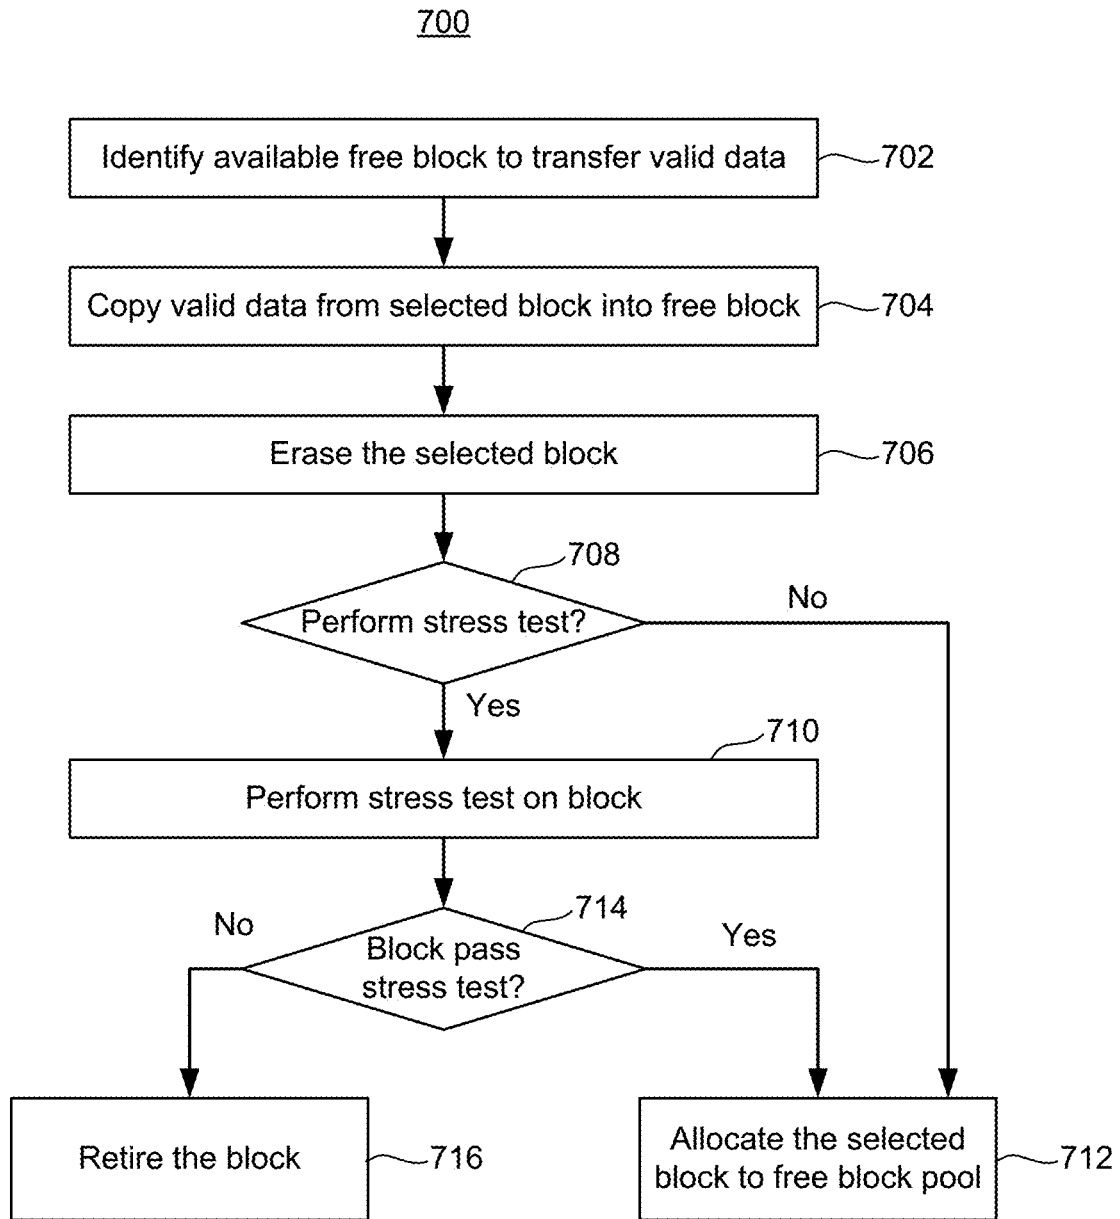 700
Identify available free block to transfer valid data
702
Copy valid data from selected block into free block
704
Erase the selected block
706
708
Perform stress test?
No
Yes
710
Perform stress test on block
714
No
Block pass
stress test?
Yes
Retire the block
716
Allocate the selected
block to free block pool
712